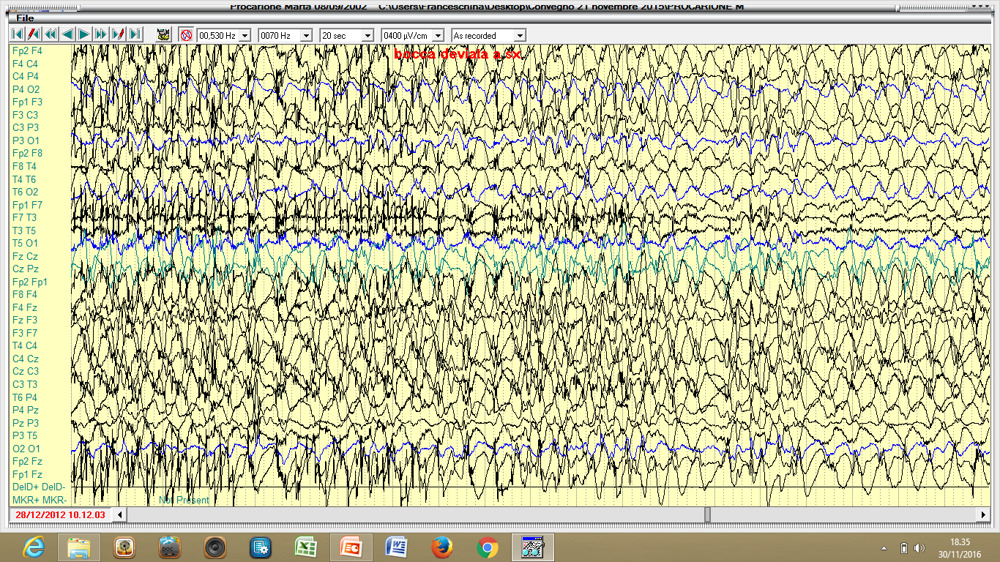 Procarione Marta 08/09/2002 C:\Users\Franceschina\Desktop\Convegno 21 novembre 2015\PROCARIONE M
File
00,530 Hz 0070 Hz 20 sec 0400 µV/cm As recorded
bocca deviata a sx
Fp2 F4
F4 C4
C4 P4
P4 O2
Fp1 F3
F3 C3
C3 P3
P3 O1
Fp2 F8
F8 T4
T4 T6
T6 O2
Fp1 F7
F7 T3
T3 T5
T5 O1
Fz Cz
Cz Pz
Fp2 Fp1
F8 F4
F4 Fz
Fz F3
F3 F7
T4 C4
C4 Cz
Cz C3
C3 T3
T6 P4
P4 Pz
Pz P3
P3 T5
O2 O1
Fp2 Fz
Fp1 Fz
DelD+ DelD-
MKR+ MKR- Not Present
28/12/2012 10.12.03
DOC
18.35
30/11/2016